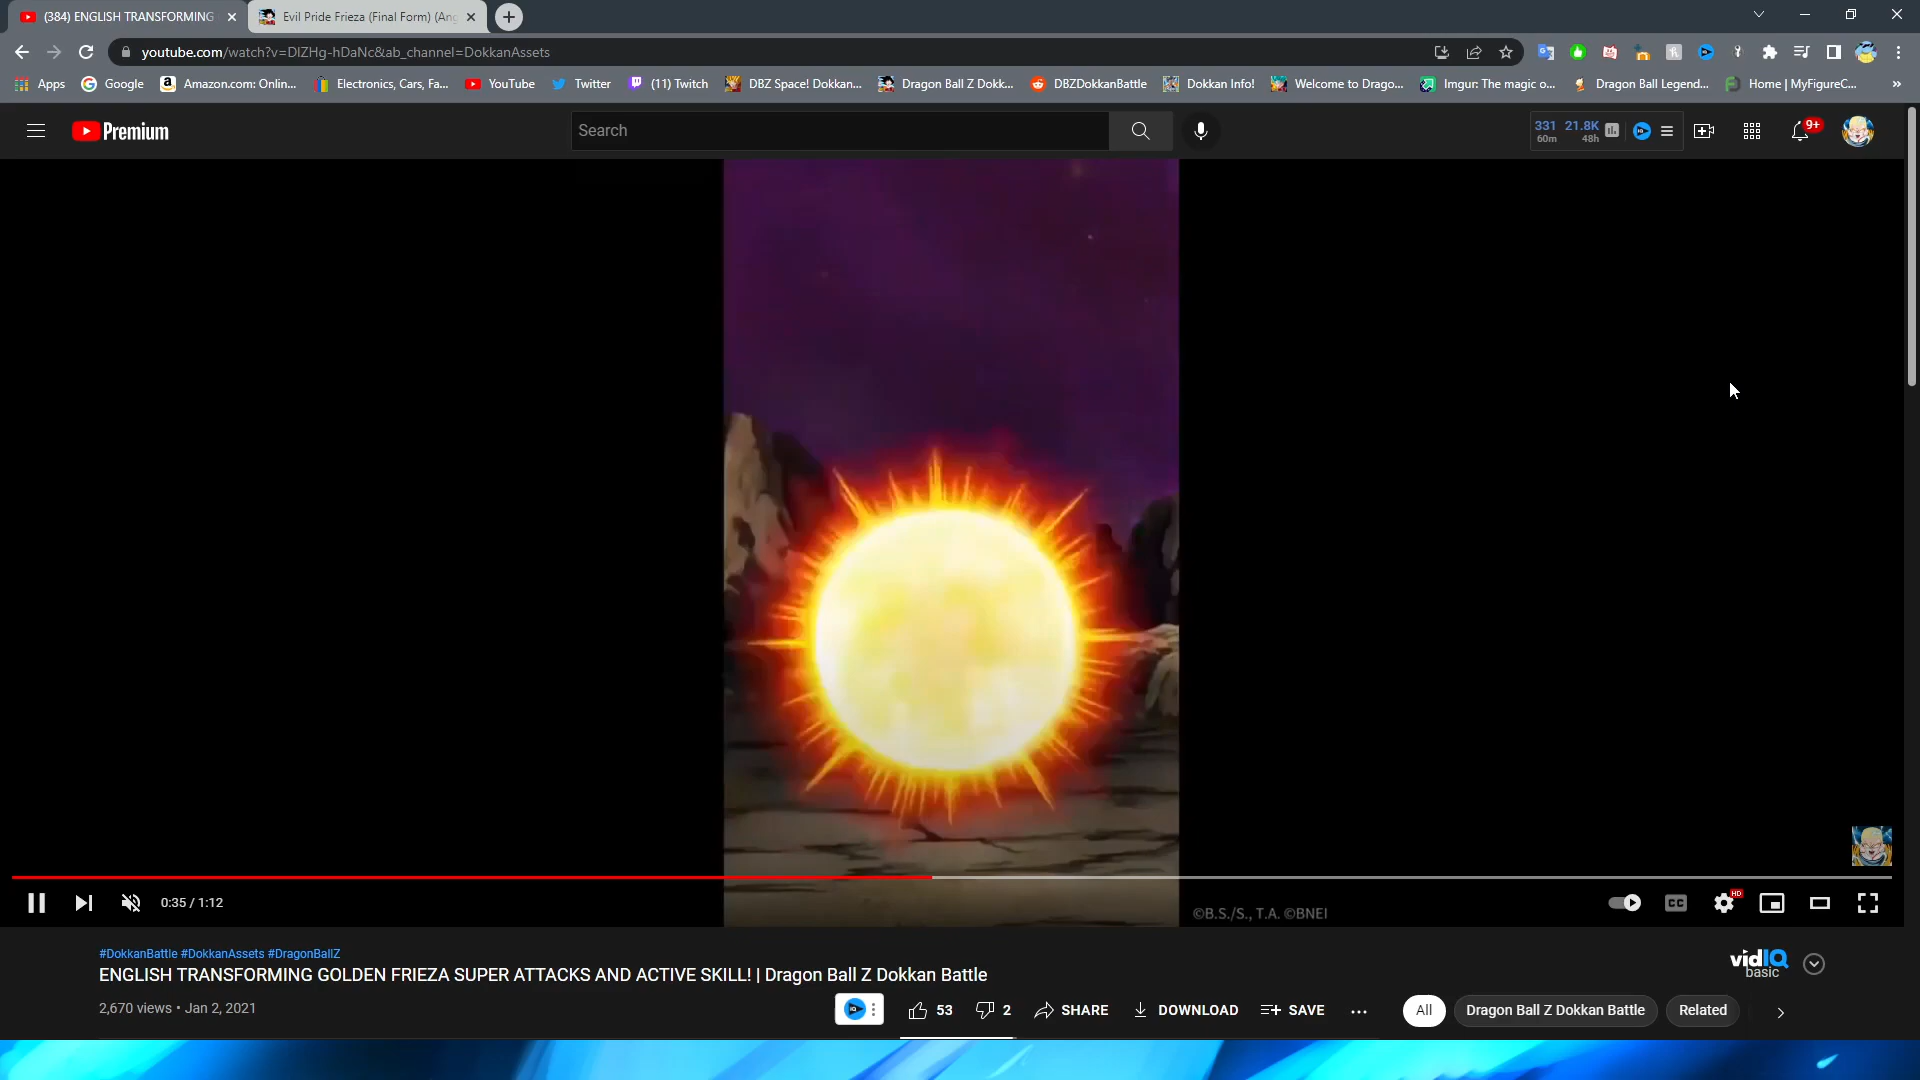 (384) ENGLISH TRANSFORMING
Evil Pride Frieza (Final Form) (Ang
youtube.com/watch?v=DlZHg-hDaNc&ab_channel=DokkanAssets
Apps
Google
Amazon.com: Onlin...
Electronics, Cars, Fa...
YouTube
Twitter
(11) Twitch
DBZ Space! Dokkan...
Dragon Ball Z Dokk...
DBZDokkanBattle
Dokkan Info!
Welcome to Drago...
Imgur: The magic o...
Dragon Ball Legend...
Home | MyFigureC...
»
Premium
Search
331 21.8K
60m 48h
9+
0:35 / 1:12
CC
HD
©B.S./S., T.A. ©BNEI
#DokkanBattle #DokkanAssets #DragonBallZ
ENGLISH TRANSFORMING GOLDEN FRIEZA SUPER ATTACKS AND ACTIVE SKILL! | Dragon Ball Z Dokkan Battle
vidIQ
basic
2,670 views • Jan 2, 2021
53
2
SHARE
DOWNLOAD
SAVE
All
Dragon Ball Z Dokkan Battle
Related